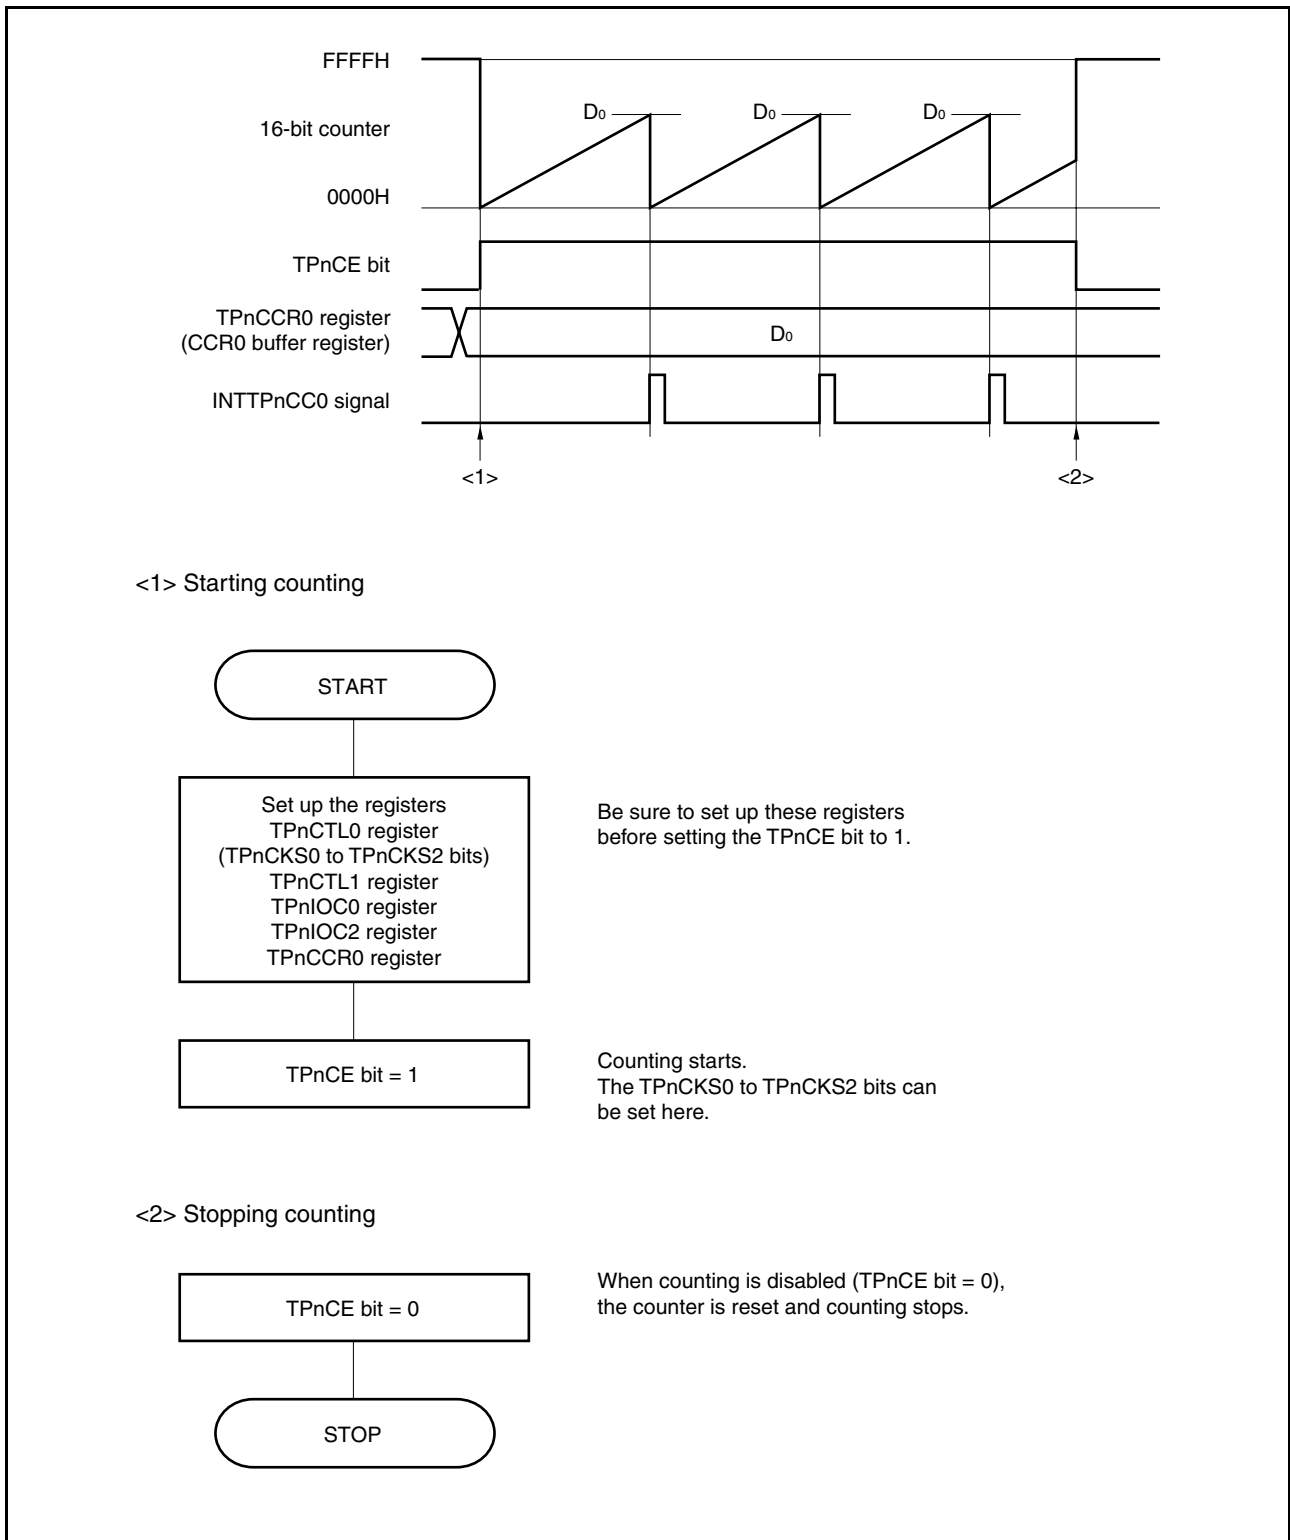 FFFFH
D0 D0 D0
16-bit counter
0000H
TPnCE bit
TPnCCR0 register
(CCR0 buffer register)
D0
INTTPnCC0 signal
<1> <2>
<1> Starting counting
START
Set up the registers
TPnCTL0 register
(TPnCKS0 to TPnCKS2 bits)
TPnCTL1 register
TPnIOC0 register
TPnIOC2 register
TPnCCR0 register
Be sure to set up these registers
before setting the TPnCE bit to 1.
TPnCE bit = 1
Counting starts.
The TPnCKS0 to TPnCKS2 bits can
be set here.
<2> Stopping counting
TPnCE bit = 0
When counting is disabled (TPnCE bit = 0),
the counter is reset and counting stops.
STOP